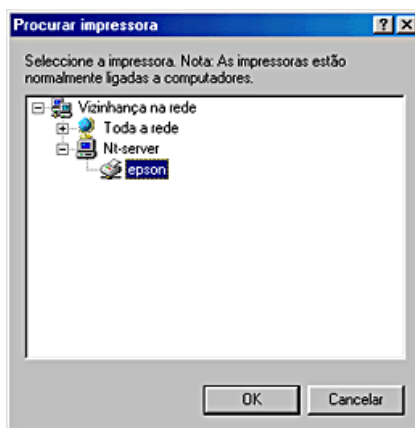 Procurar impressora
Seleccione a impressora. Nota: As impressoras estão
normalmente ligadas a computadores.
Vizinhança na rede
Toda a rede
Nt-server
epson
OK Cancelar